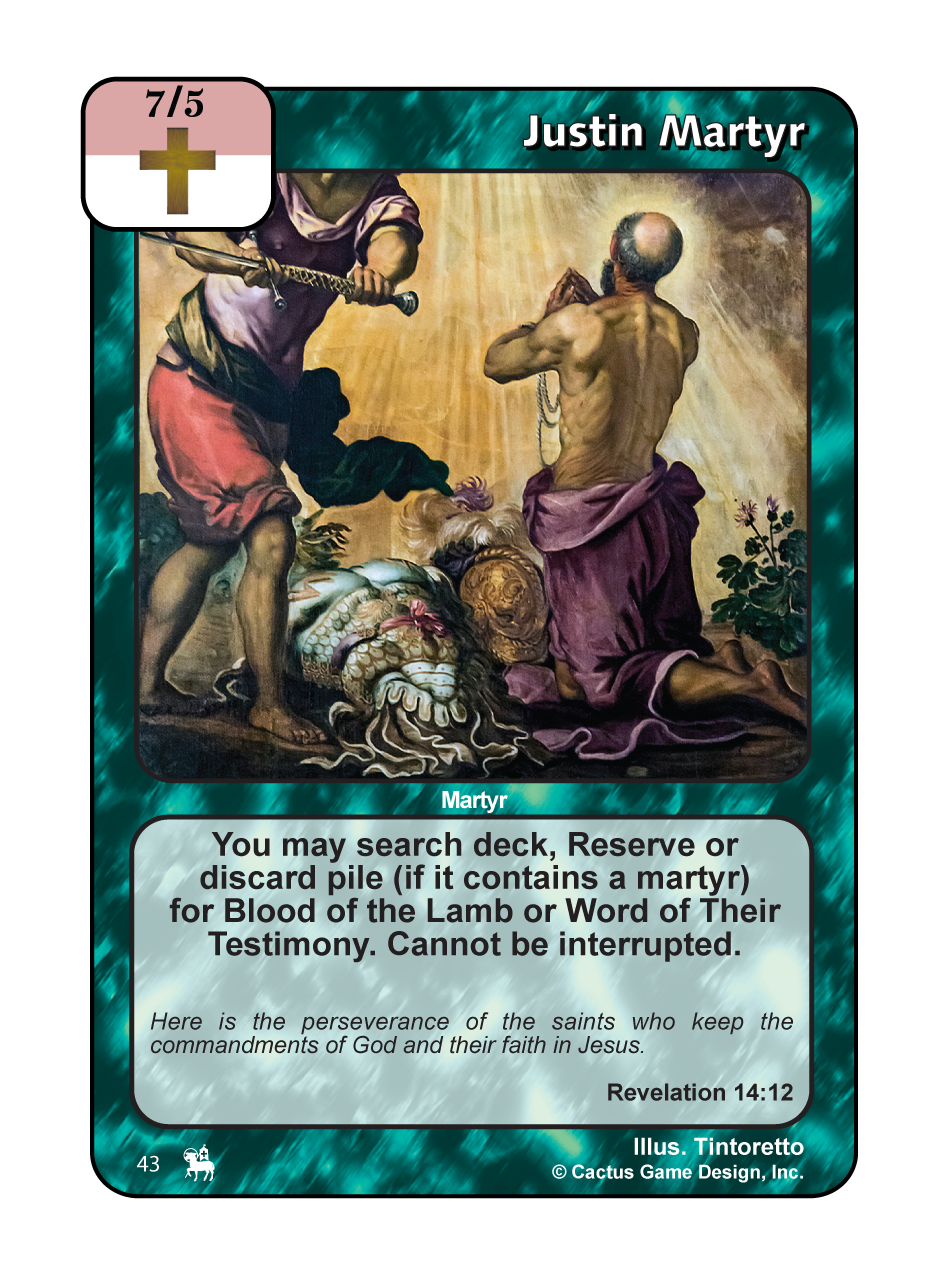 7/5
Justin Martyr
Martyr
You may search deck, Reserve or
discard pile (if it contains a martyr)
for Blood of the Lamb or Word of Their
Testimony. Cannot be interrupted.
Here is the perseverance of the saints who keep the
commandments of God and their faith in Jesus.
Revelation 14:12
43
Illus. Tintoretto
© Cactus Game Design, Inc.